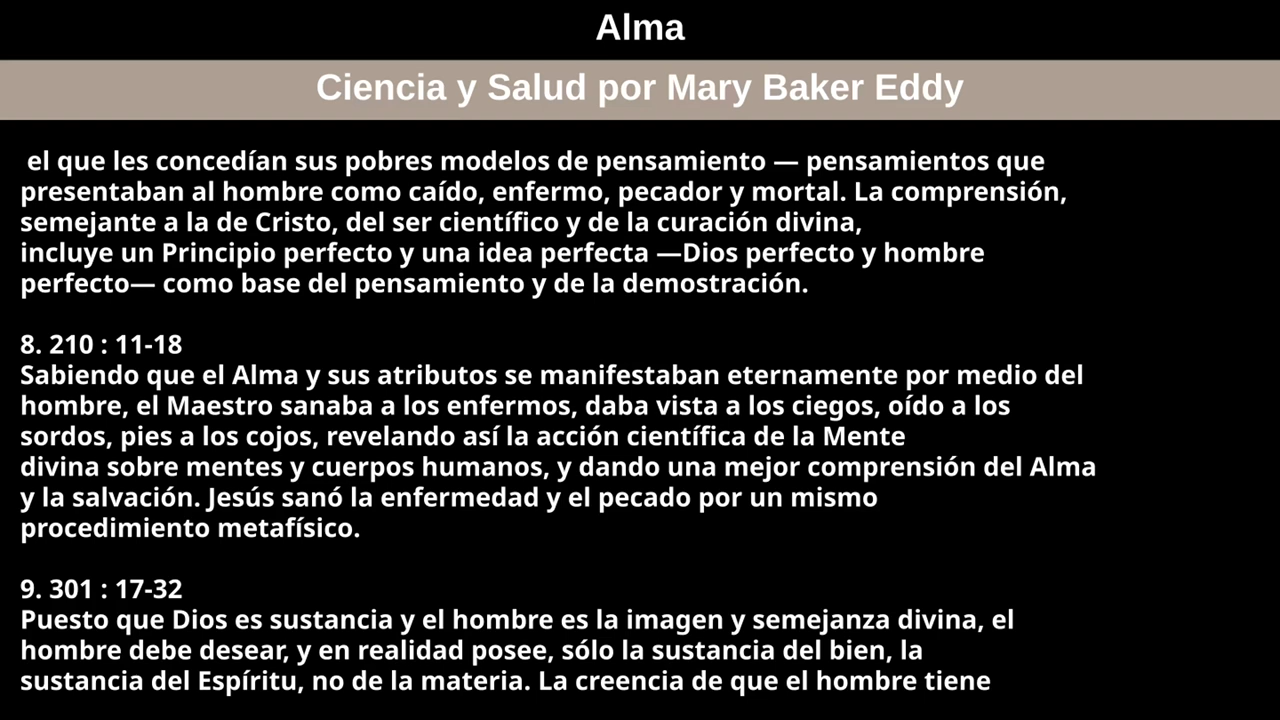 Alma
Ciencia y Salud por Mary Baker Eddy
el que les concedían sus pobres modelos de pensamiento — pensamientos que
presentaban al hombre como caído, enfermo, pecador y mortal. La comprensión,
semejante a la de Cristo, del ser científico y de la curación divina,
incluye un Principio perfecto y una idea perfecta —Dios perfecto y hombre
perfecto— como base del pensamiento y de la demostración.
8. 210 : 11-18
Sabiendo que el Alma y sus atributos se manifestaban eternamente por medio del
hombre, el Maestro sanaba a los enfermos, daba vista a los ciegos, oído a los
sordos, pies a los cojos, revelando así la acción científica de la Mente
divina sobre mentes y cuerpos humanos, y dando una mejor comprensión del Alma
y la salvación. Jesús sanó la enfermedad y el pecado por un mismo
procedimiento metafísico.
9. 301 : 17-32
Puesto que Dios es sustancia y el hombre es la imagen y semejanza divina, el
hombre debe desear, y en realidad posee, sólo la sustancia del bien, la
sustancia del Espíritu, no de la materia. La creencia de que el hombre tiene